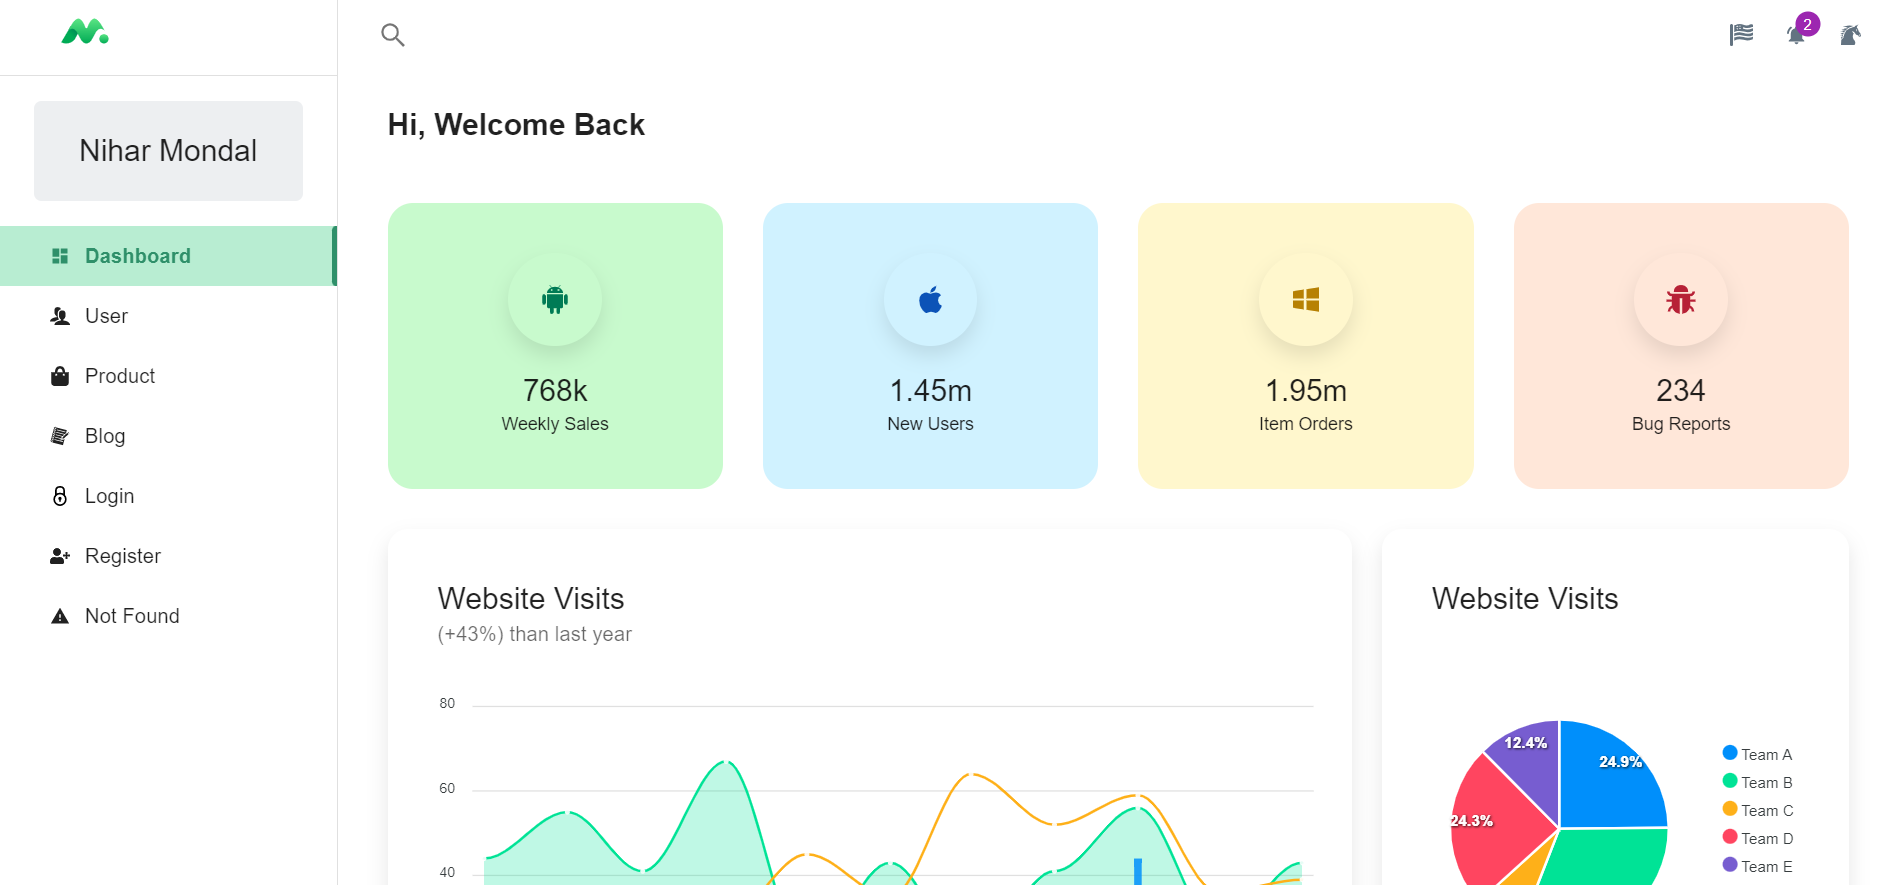 2
Nihar Mondal
Dashboard
User
Product
Blog
Login
Register
Not Found
Hi, Welcome Back
768k
Weekly Sales
1.45m
New Users
1.95m
Item Orders
234
Bug Reports
Website Visits
(+43%) than last year
80
60
40
Website Visits
12.4%
24.9%
24.3%
Team A
Team B
Team C
Team D
Team E